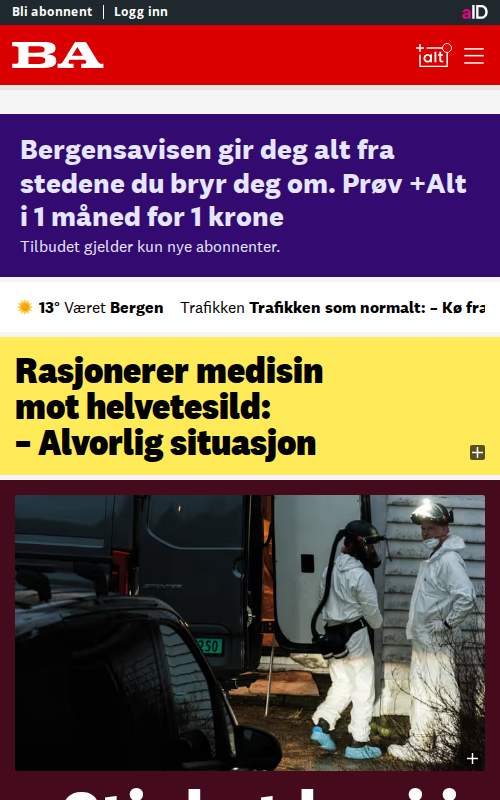 Bli abonnent | Logg inn
aID
BA
+alt
Bergensavisen gir deg alt fra
stedene du bryr deg om. Prøv +Alt
i 1 måned for 1 krone
Tilbudet gjelder kun nye abonnenter.
13° Været Bergen Trafikken Trafikken som normalt: – Kø fra
Rasjonerer medisin
mot helvetesild:
– Alvorlig situasjon
250